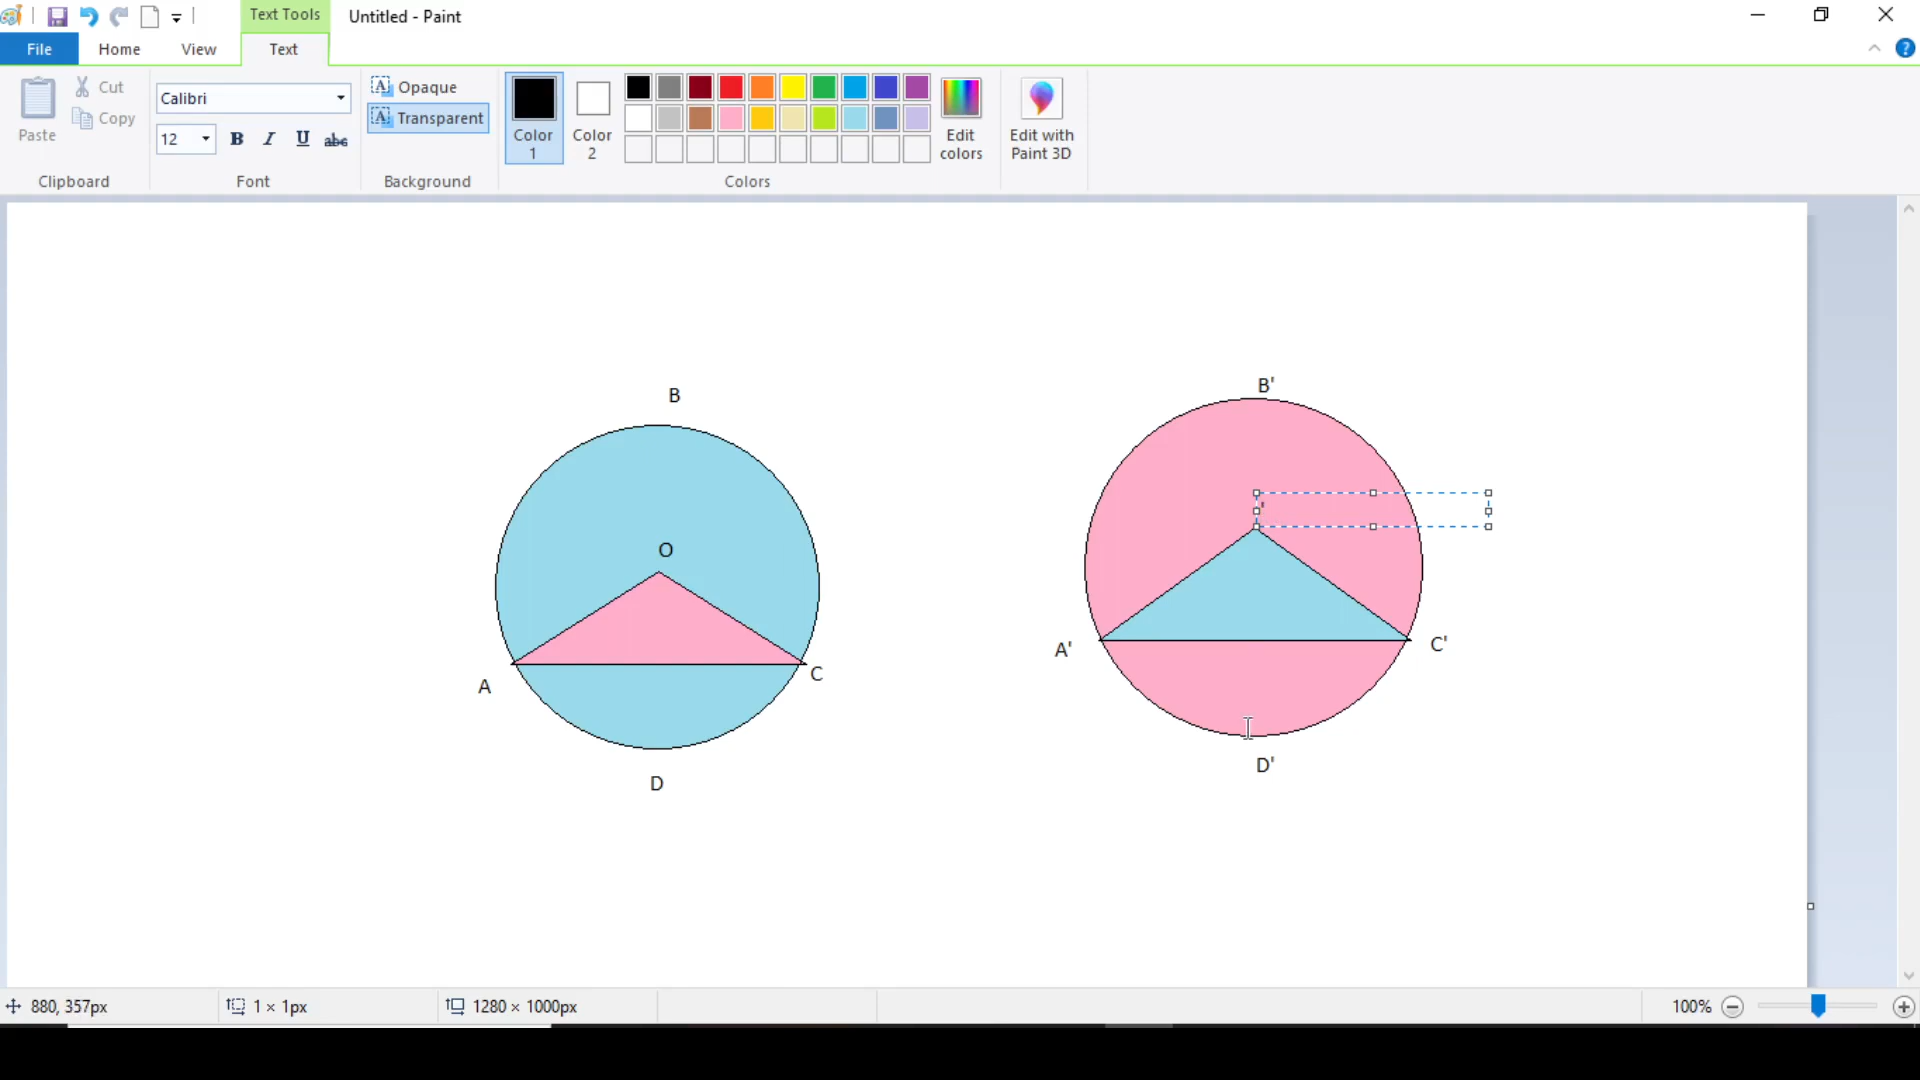 Text Tools
Untitled - Paint
File
Home
View
Text
Paste
Cut
Copy
Clipboard
Calibri
12
B I U abc
Font
A Opaque
A Transparent
Background
Color
1
Color
2
Colors
Edit
colors
Edit with
Paint 3D
?
B
O
A
C
D
B'
'
A'
C'
D'
880, 357px
1 × 1px
1280 × 1000px
100%